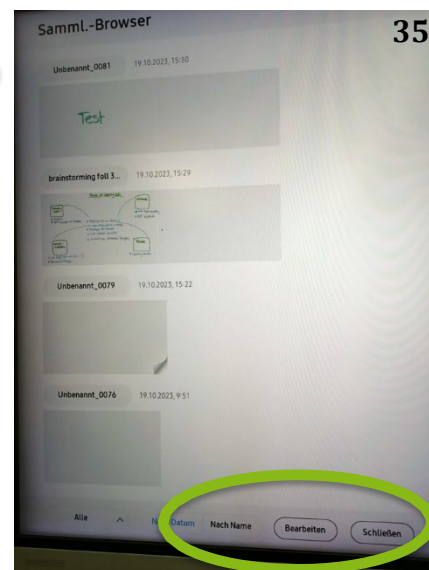 Samml.-Browser
35
Unbenannt_0081 19.10.2023, 15:30
Test
brainstorming foll 3... 19.10.2023, 15:29
Unbenannt_0079 19.10.2023, 15:22
Unbenannt_0076 19.10.2023, 9:51
Alle Datum Nach Name Bearbeiten Schließen